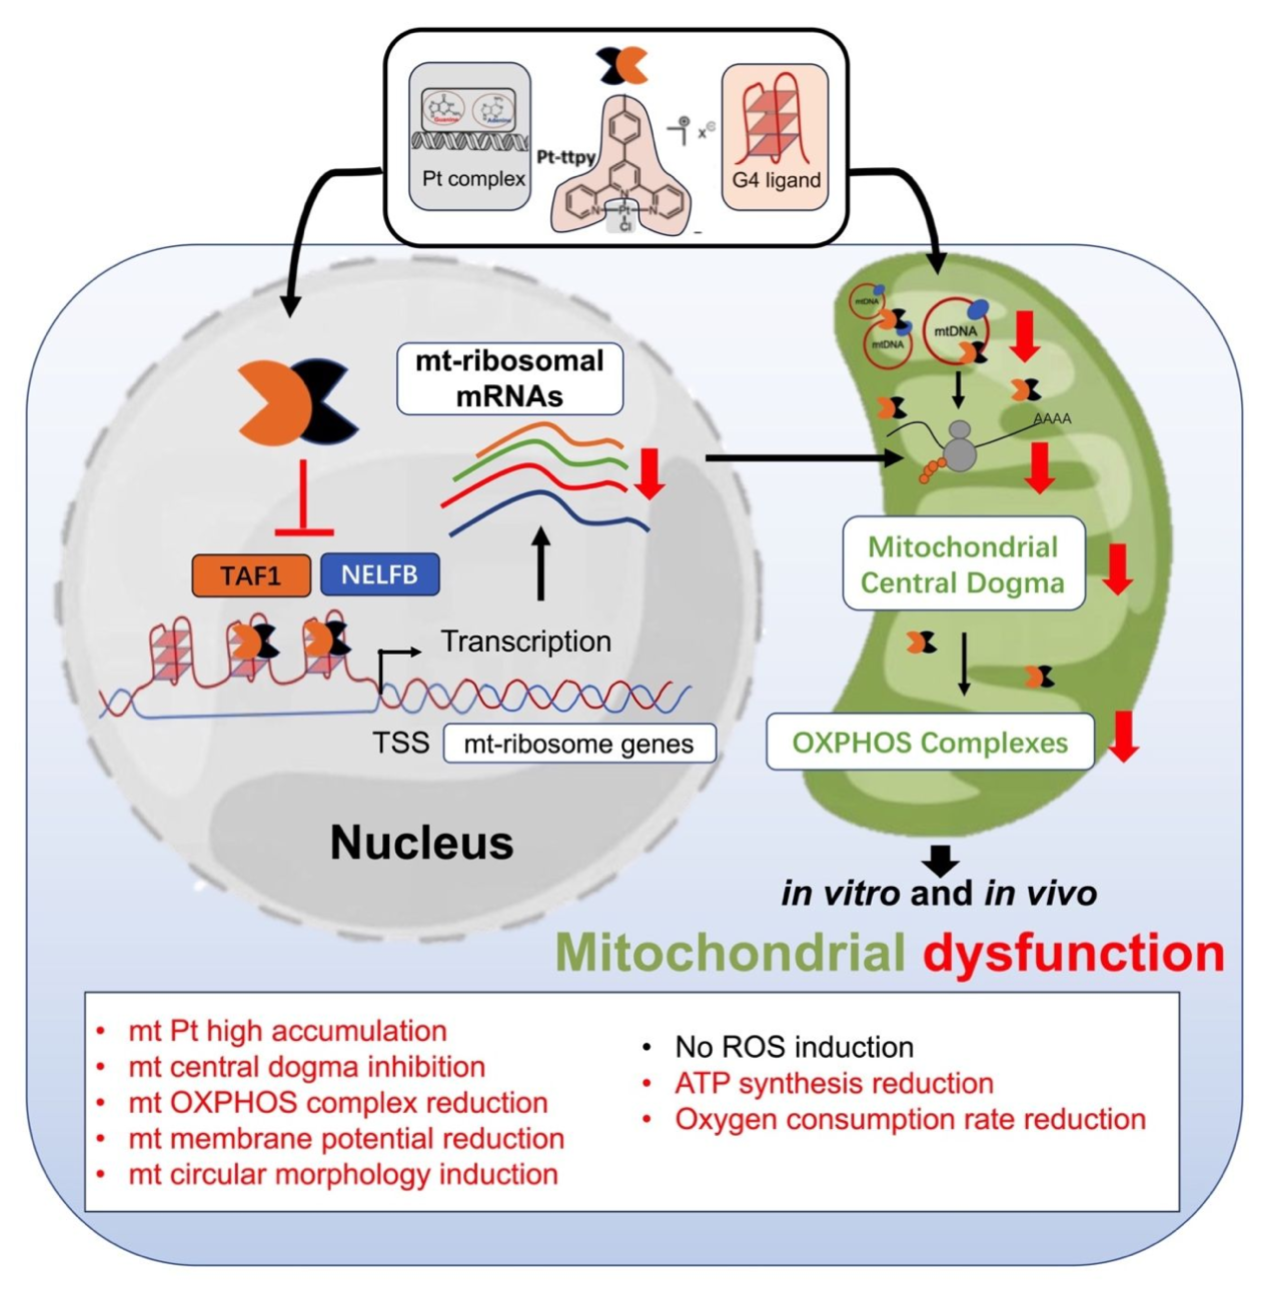 Guanine
Adenine
Pt complex
Pt-ttpy
N
N
N
Pt
Cl
G4 ligand
mt-ribosomal
mRNAs
TAF1
NELFB
Transcription
TSS
mt-ribosome genes
Nucleus
mtDNA
mtDNA
mtDNA
AAAA
Mitochondrial
Central Dogma
OXPHOS Complexes
in vitro and in vivo
Mitochondrial dysfunction
• mt Pt high accumulation
• mt central dogma inhibition
• mt OXPHOS complex reduction
• mt membrane potential reduction
• mt circular morphology induction
• No ROS induction
• ATP synthesis reduction
• Oxygen consumption rate reduction